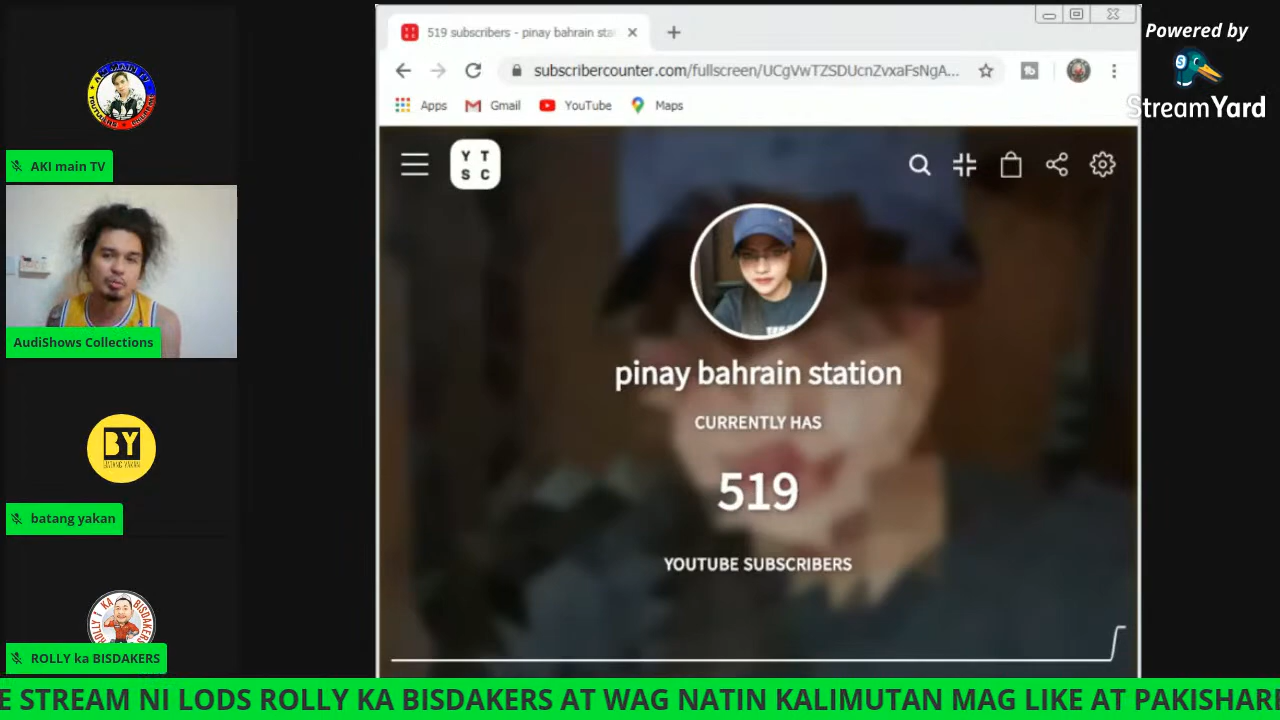 AKI main TV
AudiShows Collections
BY
batang yakan
ROLLY ka BISDAKERS
519 subscribers - pinay bahrain sta
subscribercounter.com/fullscreen/UCgVwTZSDUcnZvxaFsNgA...
Apps Gmail YouTube Maps
Y T
S C
pinay bahrain station
CURRENTLY HAS
519
YOUTUBE SUBSCRIBERS
Powered by
StreamYard
E STREAM NI LODS ROLLY KA BISDAKERS AT WAG NATIN KALIMUTAN MAG LIKE AT PAKISHARE